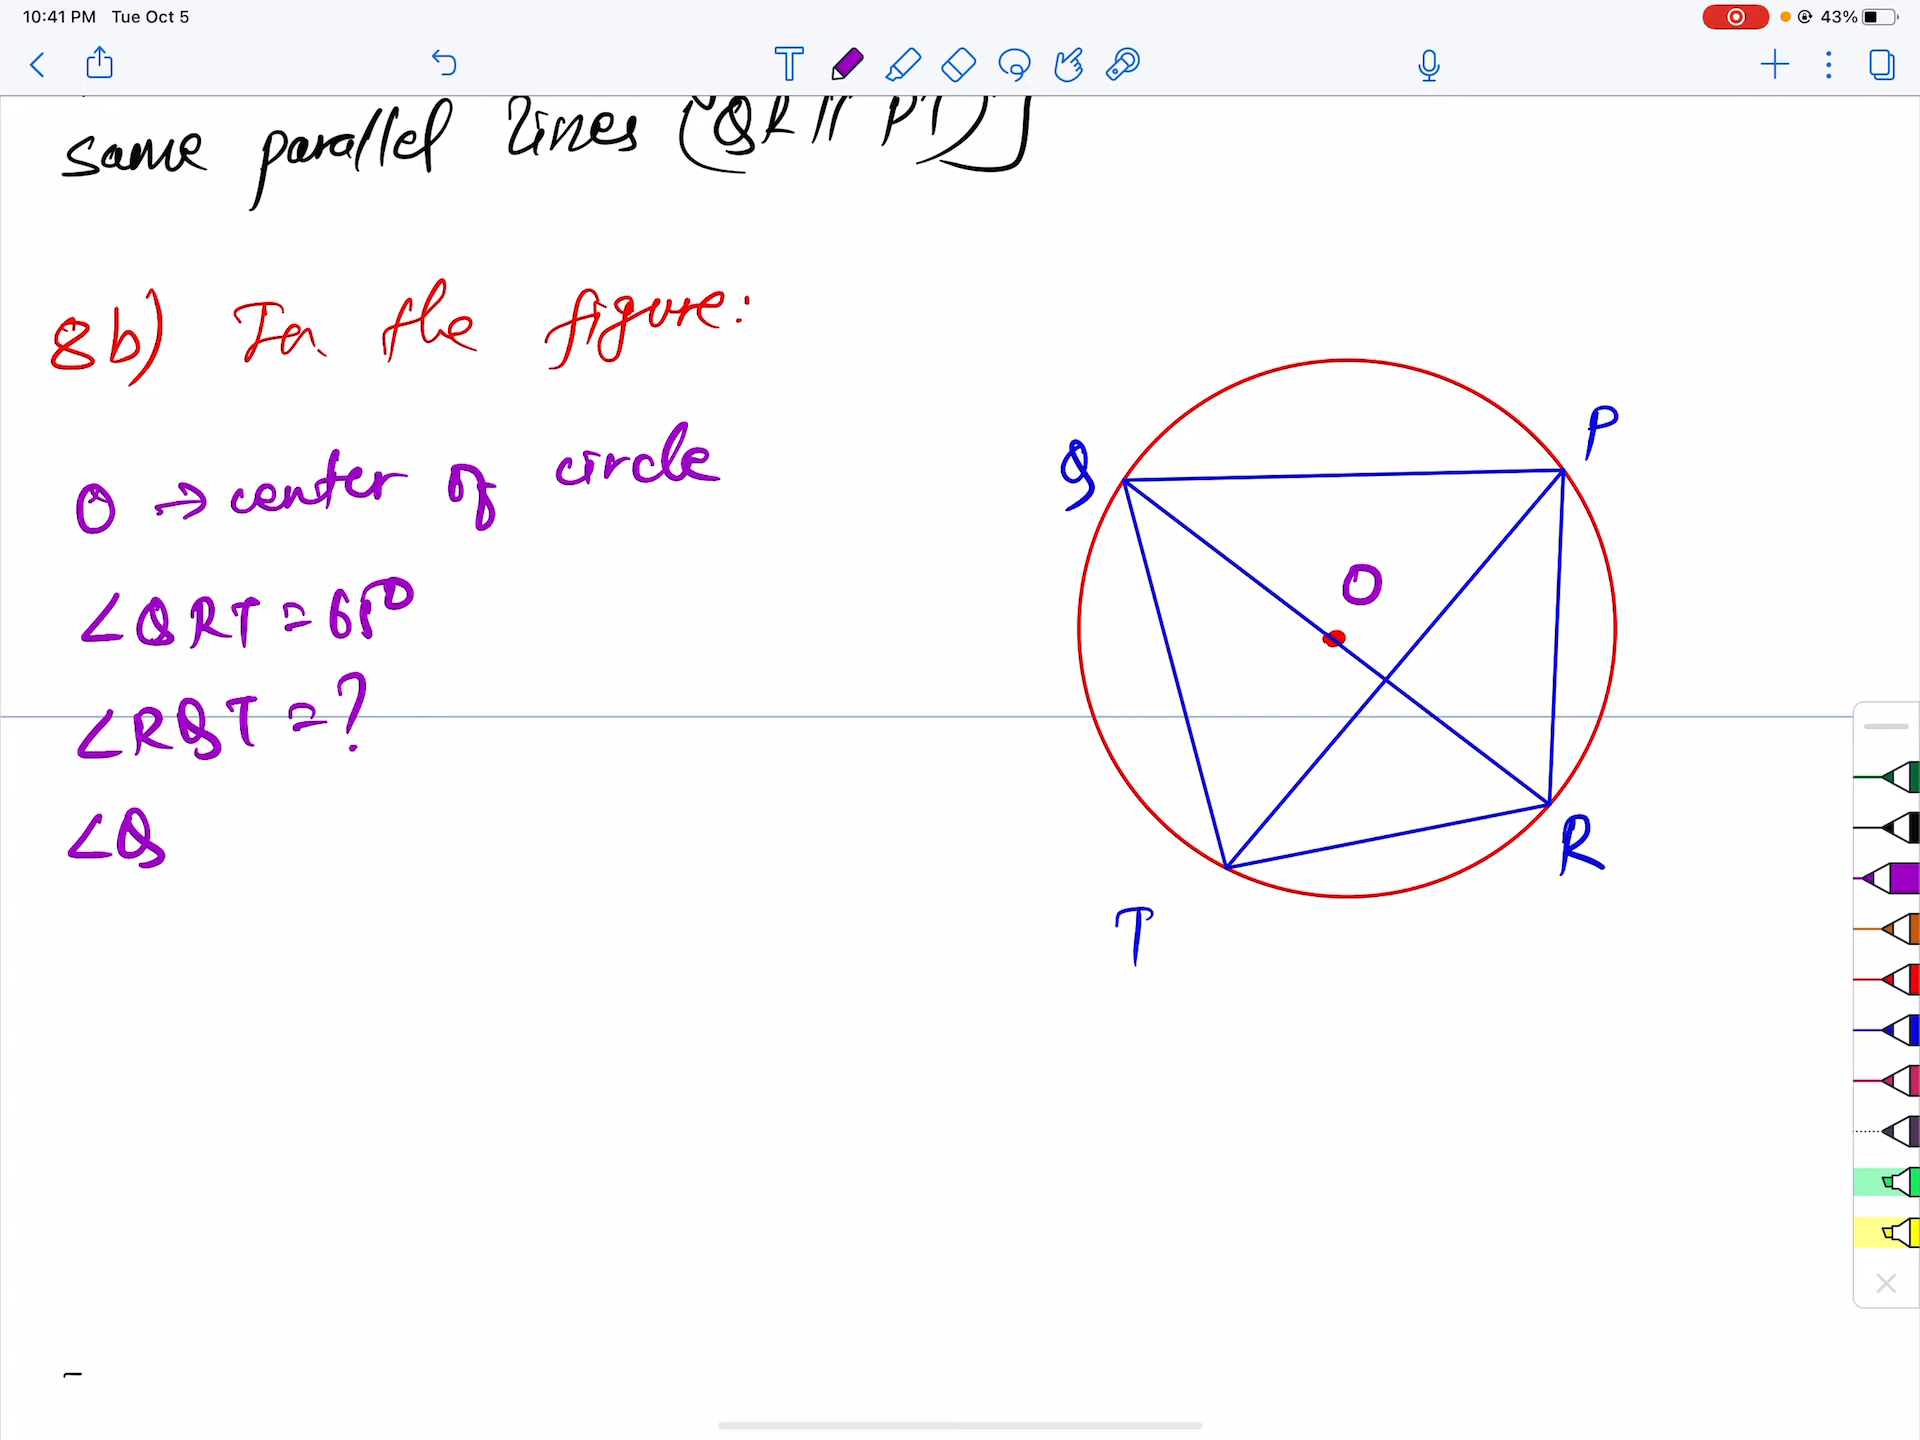 10:41 PM Tue Oct 5
43%
same parallel lines (QR || PT)]
8b) In the figure:
O → center of circle
∠QRT = 65°
∠RQT = ?
∠Q
Q
P
O
R
T